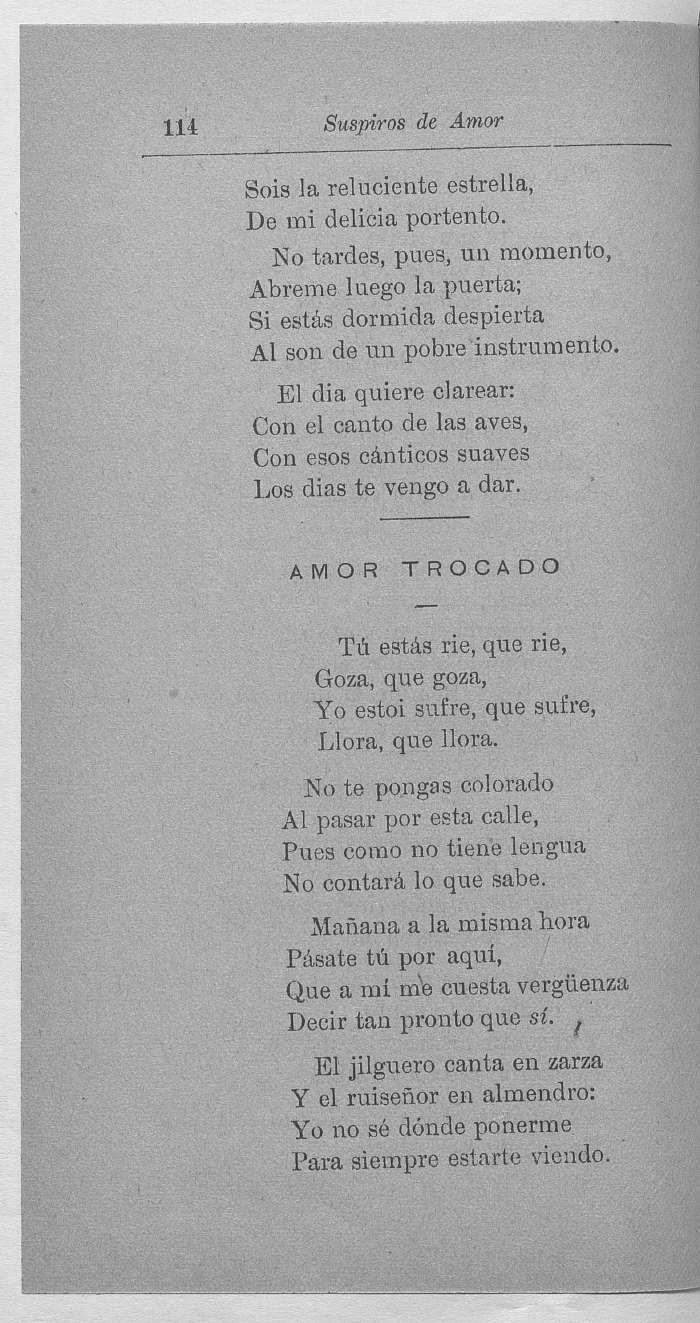 114 Suspiros de Amor
Sois la reluciente estrella,
De mi delicia portento.
No tardes, pues, un momento,
Abreme luego la puerta;
Si estás dormida despierta
Al son de un pobre instrumento.
El dia quiere clarear:
Con el canto de las aves,
Con esos cánticos suaves
Los dias te vengo a dar.
AMOR TROCADO
Tú estás rie, que rie,
Goza, que goza,
Yo estoi sufre, que sufre,
Llora, que llora.
No te pongas colorado
Al pasar por esta calle,
Pues como no tiene lengua
No contará lo que sabe.
Mañana a la misma hora
Pásate tú por aquí,
Que a mí me cuesta vergüenza
Decir tan pronto que sí.
El jilguero canta en zarza
Y el ruiseñor en almendro:
Yo no sé dónde ponerme
Para siempre estarte viendo.